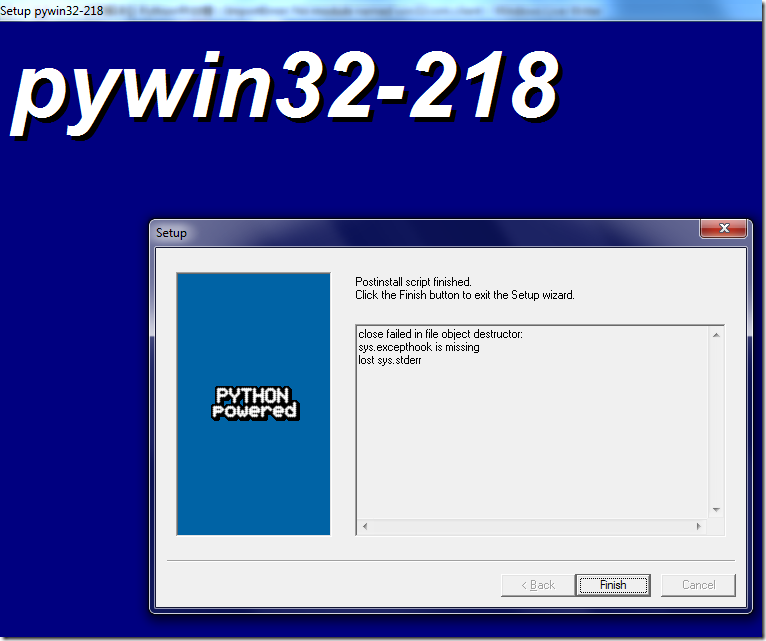 Setup pywin32-218
pywin32-218
Setup
Postinstall script finished.
Click the Finish button to exit the Setup wizard.
close failed in file object destructor:
sys.excepthook is missing
lost sys.stderr
PYTHON
powered
< Back
Finish
Cancel